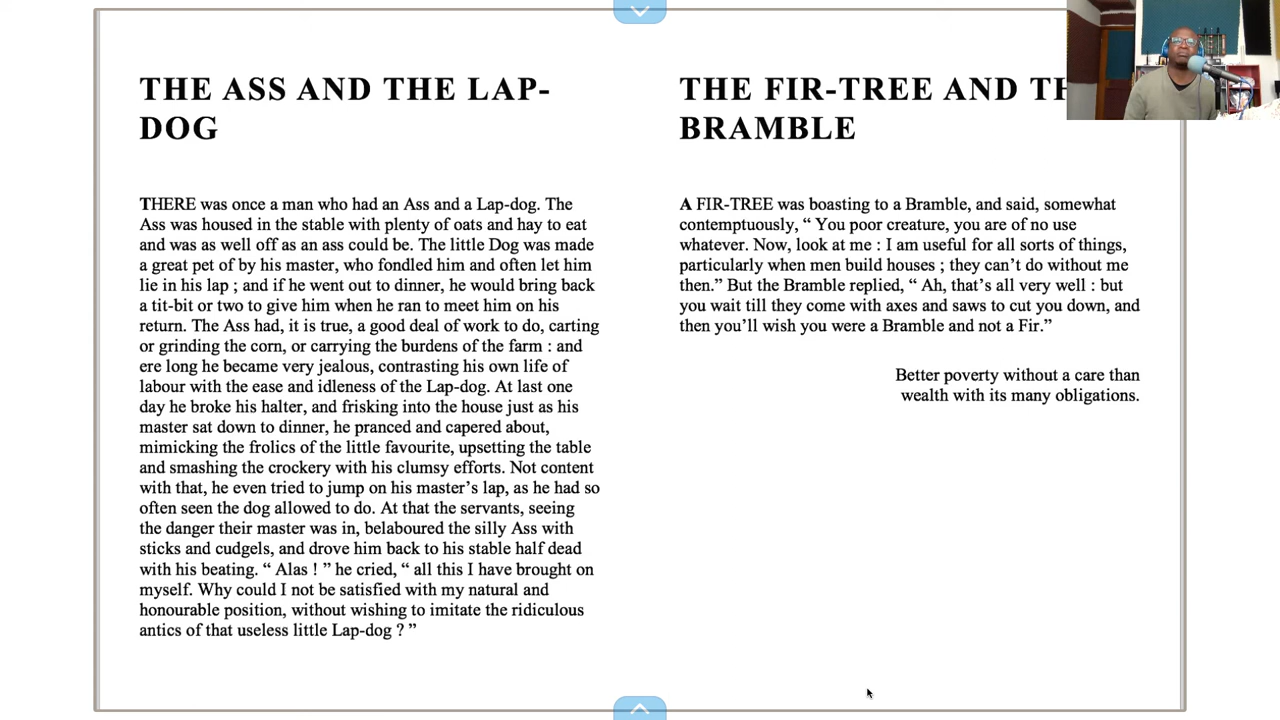 THE ASS AND THE LAP-
DOG
THERE was once a man who had an Ass and a Lap-dog. The
Ass was housed in the stable with plenty of oats and hay to eat
and was as well off as an ass could be. The little Dog was made
a great pet of by his master, who fondled him and often let him
lie in his lap ; and if he went out to dinner, he would bring back
a tit-bit or two to give him when he ran to meet him on his
return. The Ass had, it is true, a good deal of work to do, carting
or grinding the corn, or carrying the burdens of the farm : and
ere long he became very jealous, contrasting his own life of
labour with the ease and idleness of the Lap-dog. At last one
day he broke his halter, and frisking into the house just as his
master sat down to dinner, he pranced and capered about,
mimicking the frolics of the little favourite, upsetting the table
and smashing the crockery with his clumsy efforts. Not content
with that, he even tried to jump on his master’s lap, as he had so
often seen the dog allowed to do. At that the servants, seeing
the danger their master was in, belaboured the silly Ass with
sticks and cudgels, and drove him back to his stable half dead
with his beating. “ Alas ! ” he cried, “ all this I have brought on
myself. Why could I not be satisfied with my natural and
honourable position, without wishing to imitate the ridiculous
antics of that useless little Lap-dog ? ”
THE FIR-TREE AND
BRAMBLE
A FIR-TREE was boasting to a Bramble, and said, somewhat
contemptuously, “ You poor creature, you are of no use
whatever. Now, look at me : I am useful for all sorts of things,
particularly when men build houses ; they can’t do without me
then.” But the Bramble replied, “ Ah, that’s all very well : but
you wait till they come with axes and saws to cut you down, and
then you’ll wish you were a Bramble and not a Fir.”
Better poverty without a care than
wealth with its many obligations.